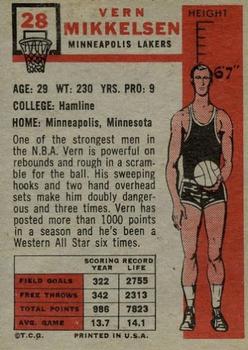 28
VERN
MIKKELSEN
MINNEAPOLIS LAKERS
HEIGHT
6'7"
AGE: 29 WT: 230 YRS. PRO: 9
COLLEGE: Hamline
HOME: Minneapolis, Minnesota
One of the strongest men
in the N.B.A. Vern is powerful on
rebounds and rough in a scram-
ble for the ball. His sweeping
hooks and two hand overhead
sets make him doubly danger-
ous and three times. Vern has
posted more than 1000 points
in a season and he's been a
Western All Star six times.
SCORING RECORD
YEAR LIFE
FIELD GOALS 322 2755
FREE THROWS 342 2313
TOTAL POINTS 986 7823
AVG. GAME 13.7 14.1
©T.C.G. PRINTED IN U.S.A.